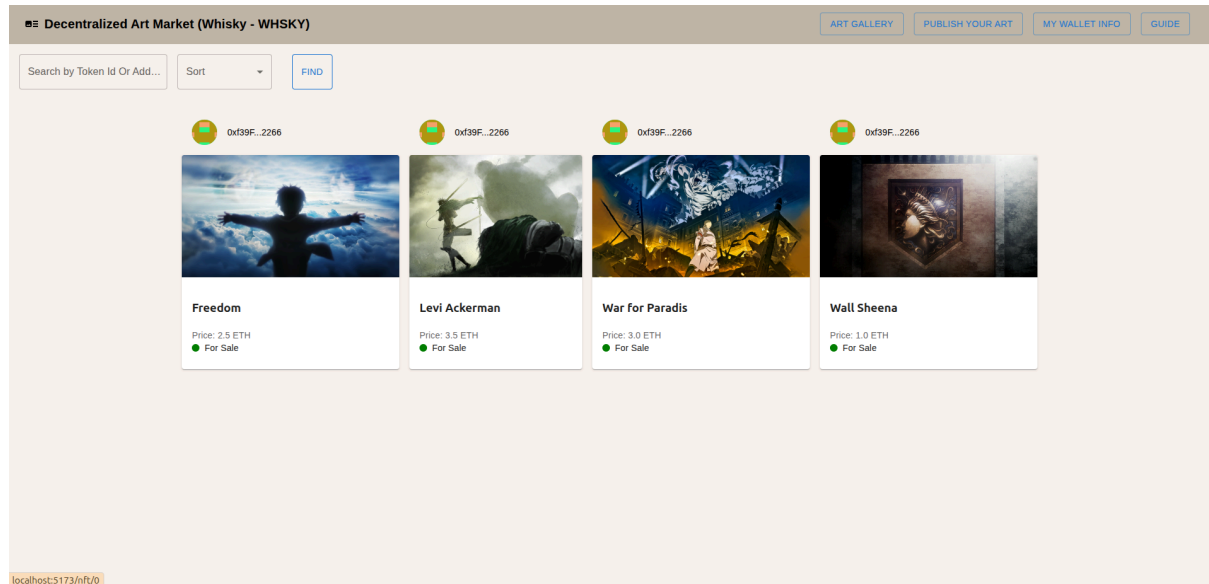 Decentralized Art Market (Whisky - WHSKY)
ART GALLERY
PUBLISH YOUR ART
MY WALLET INFO
GUIDE
Search by Token Id Or Add...
Sort
FIND
0xf39F...2266
0xf39F...2266
0xf39F...2266
0xf39F...2266
Freedom
Price: 2.5 ETH
For Sale
Levi Ackerman
Price: 3.5 ETH
For Sale
War for Paradis
Price: 3.0 ETH
For Sale
Wall Sheena
Price: 1.0 ETH
For Sale
localhost:5173/nft/0